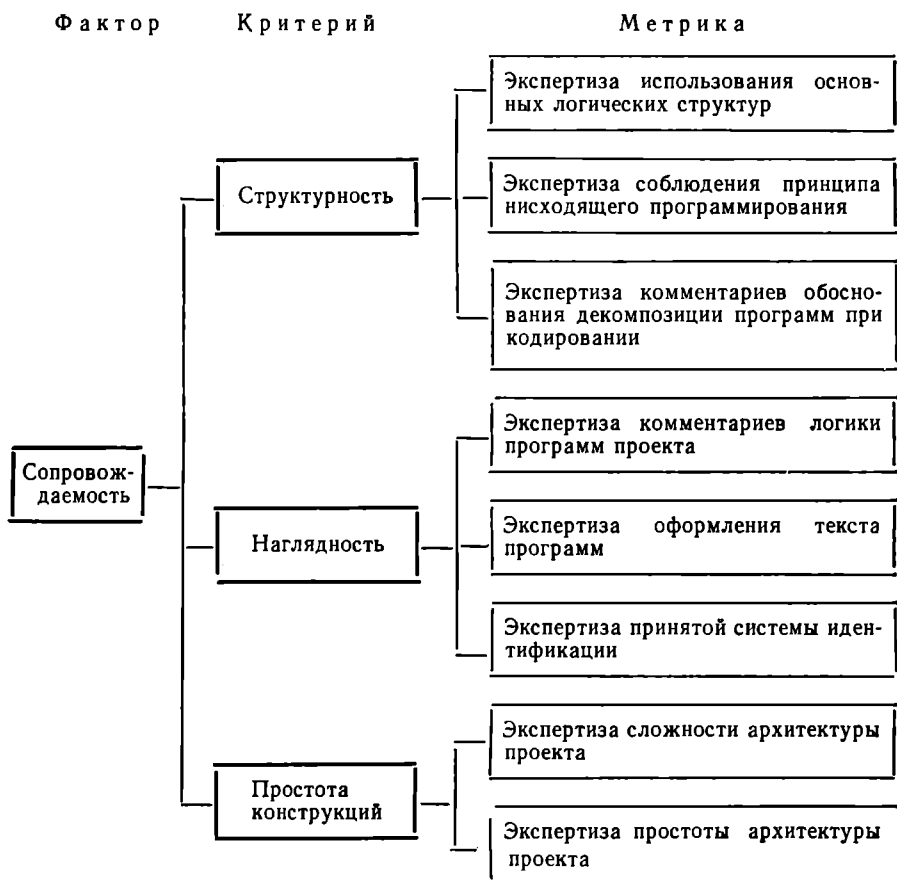 Фактор Критерий Метрика
Экспертиза использования основ-
ных логических структур
Структурность
Экспертиза соблюдения принципа
нисходящего программирования
Экспертиза комментариев обосно-
вания декомпозиции программ при
кодировании
Сопровож-
даемость
Экспертиза комментариев логики
программ проекта
Наглядность
Экспертиза оформления текста
программ
Экспертиза принятой системы иден-
тификации
Простота
конструкций
Экспертиза сложности архитектуры
проекта
Экспертиза простоты архитектуры
проекта